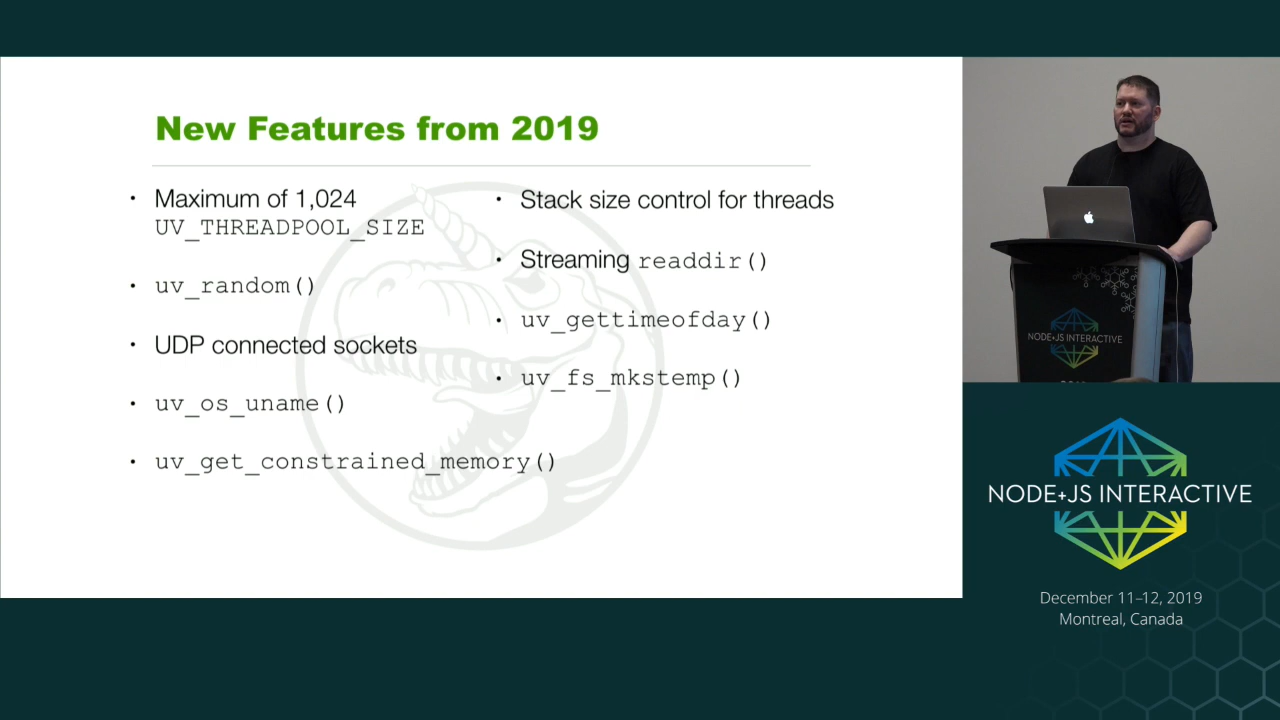 New Features from 2019
• Maximum of 1,024
UV_THREADPOOL_SIZE
• uv_random()
• UDP connected sockets
• uv_os_uname()
• uv_get_constrained_memory()
• Stack size control for threads
• Streaming readdir()
• uv_gettimeofday()
• uv_fs_mkstemp()
NODE+JS INTERACTIVE
NODE+JS INTERACTIVE
December 11–12, 2019
Montreal, Canada